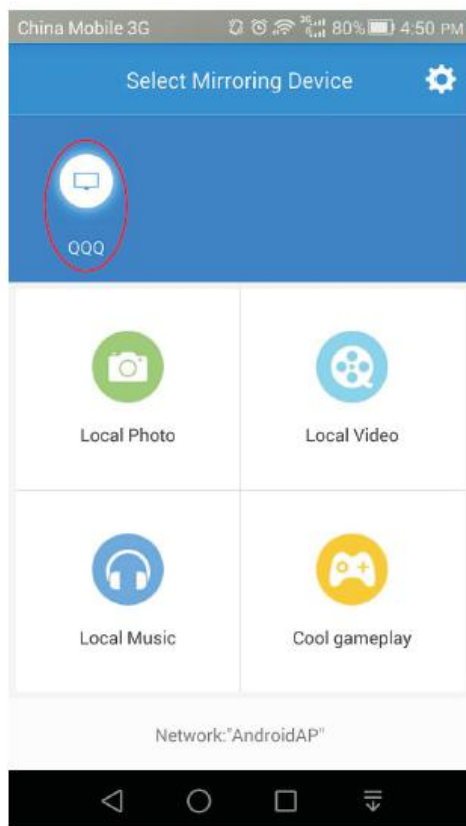 China Mobile 3G 80% 4:50 PM
Select Mirroring Device
QQQ
Local Photo Local Video
Local Music Cool gameplay
Network:"AndroidAP"